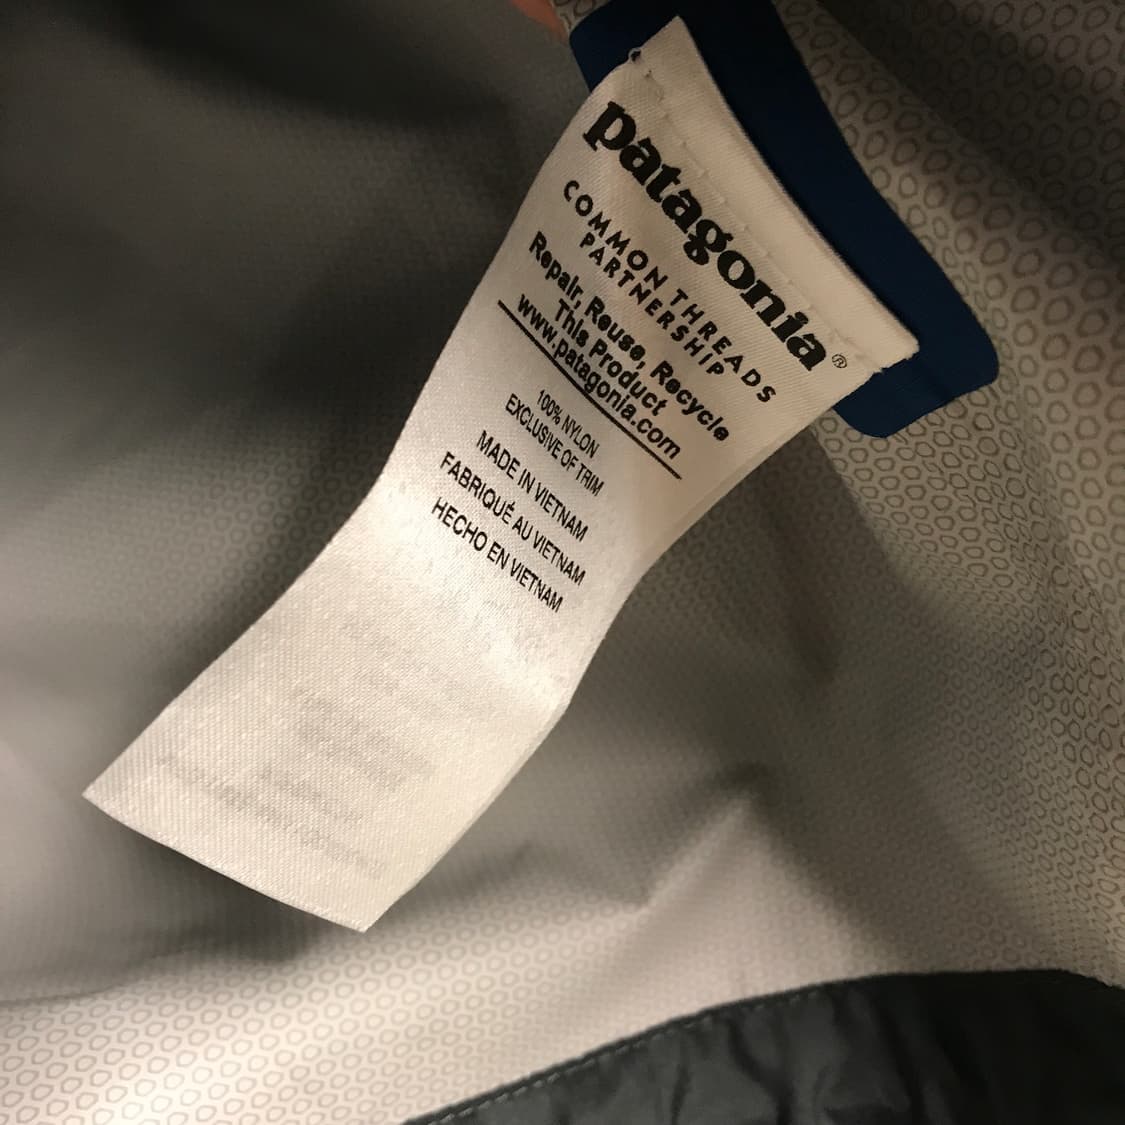 patagonia®
COMMON THREADS
PARTNERSHIP
Repair, Reuse, Recycle
This Product
www.patagonia.com
100% NYLON
EXCLUSIVE OF TRIM
MADE IN VIETNAM
FABRIQUÉ AU VIETNAM
HECHO EN VIETNAM